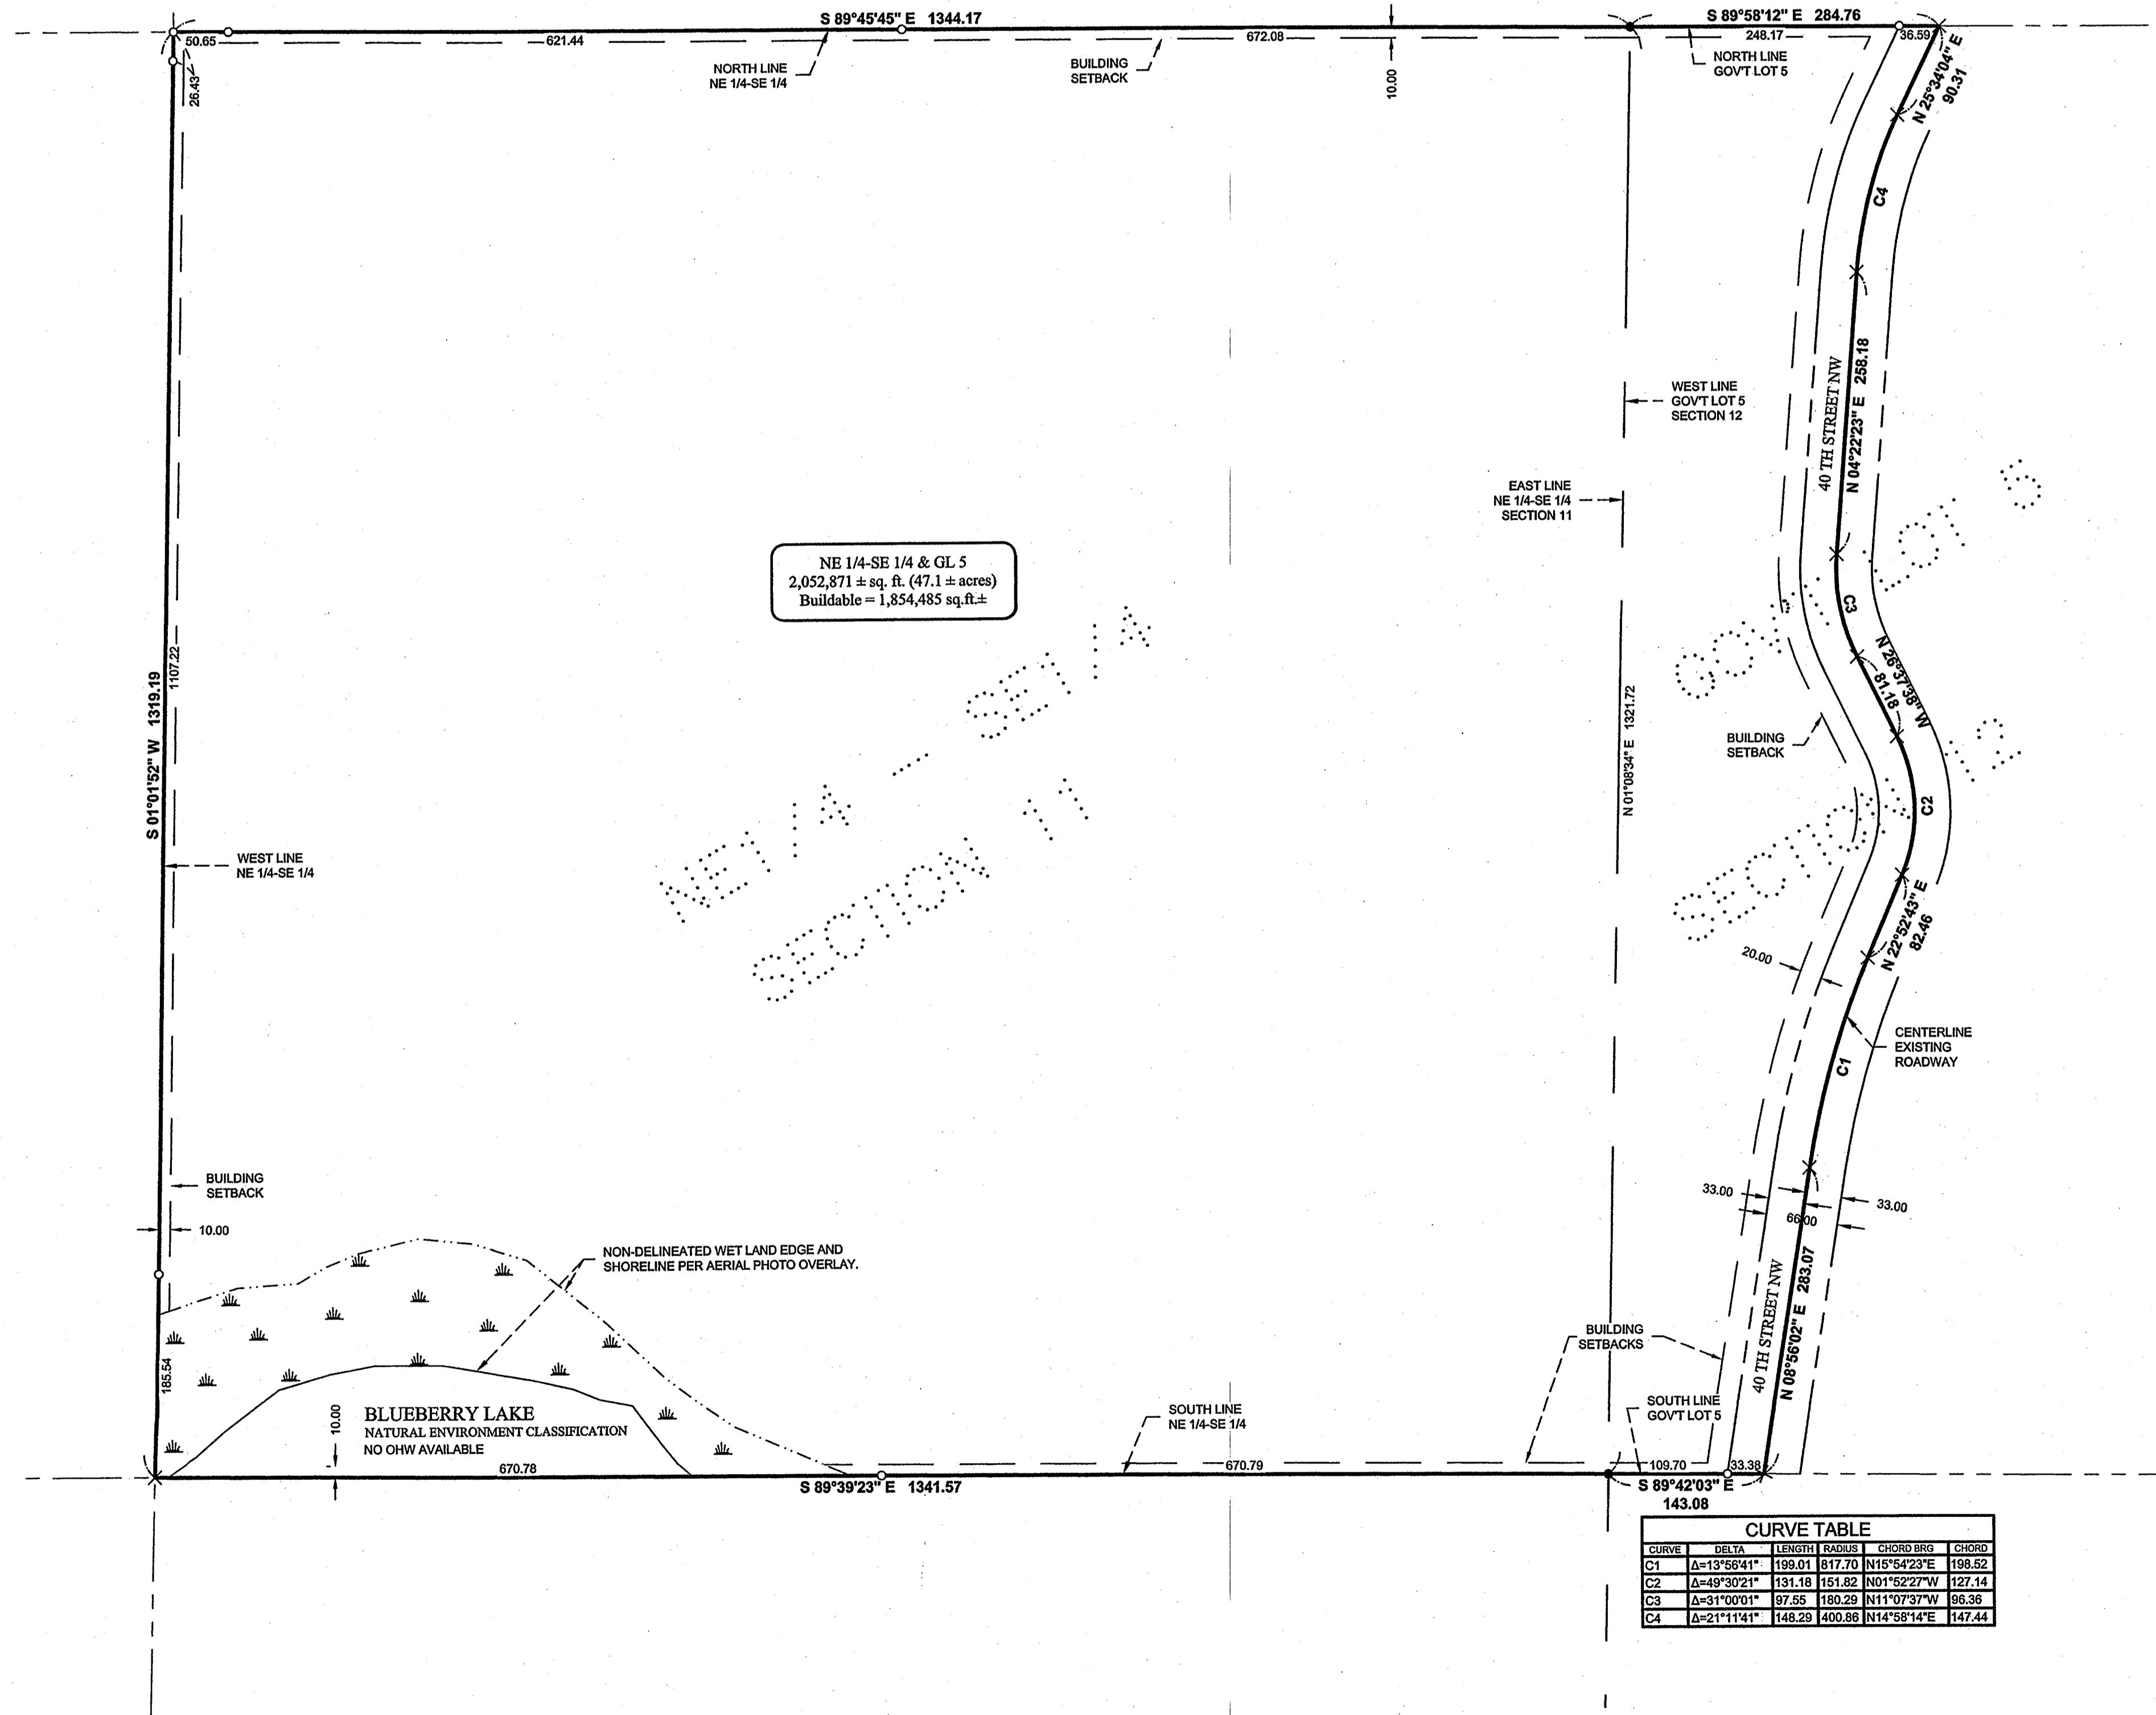 S 89°45'45" E 1344.17
S 89°58'12" E 284.76
50.65
621.44
672.08
248.17
36.59
26.43
NORTH LINE
NE 1/4-SE 1/4
BUILDING
SETBACK
10.00
NORTH LINE
GOV'T LOT 5
N 25°34'04" E
90.31
C4
40 TH STREET NW
N 04°22'23" E 258.18
WEST LINE
GOV'T LOT 5
SECTION 12
EAST LINE
NE 1/4-SE 1/4
SECTION 11
NE 1/4-SE 1/4 & GL 5
2,052,871 ± sq. ft. (47.1 ± acres)
Buildable = 1,854,485 sq.ft.±
C3
N 26°37'38" W
81.18
GOV'T LOT 5
SECTION 12
NE1/4 - SE1/4
SECTION 11
S 01°01'52" W 1319.19
1107.22
N 01°08'34" E 1321.72
BUILDING
SETBACK
C2
WEST LINE
NE 1/4-SE 1/4
N 22°52'43" E
82.46
20.00
CENTERLINE
EXISTING
ROADWAY
C1
BUILDING
SETBACK
10.00
33.00
33.00
66.00
NON-DELINEATED WET LAND EDGE AND
SHORELINE PER AERIAL PHOTO OVERLAY.
185.54
40 TH STREET NW
N 08°56'02" E 283.07
BUILDING
SETBACKS
10.00
BLUEBERRY LAKE
NATURAL ENVIRONMENT CLASSIFICATION
NO OHW AVAILABLE
SOUTH LINE
NE 1/4-SE 1/4
SOUTH LINE
GOV'T LOT 5
670.78
670.79
109.70
33.38
S 89°39'23" E 1341.57
S 89°42'03" E
143.08
CURVE TABLE
CURVE DELTA LENGTH RADIUS CHORD BRG CHORD
C1 Δ=13°56'41" 199.01 817.70 N15°54'23"E 198.52
C2 Δ=49°30'21" 131.18 151.82 N01°52'27"W 127.14
C3 Δ=31°00'01" 97.55 180.29 N11°07'37"W 96.36
C4 Δ=21°11'41" 148.29 400.86 N14°58'14"E 147.44